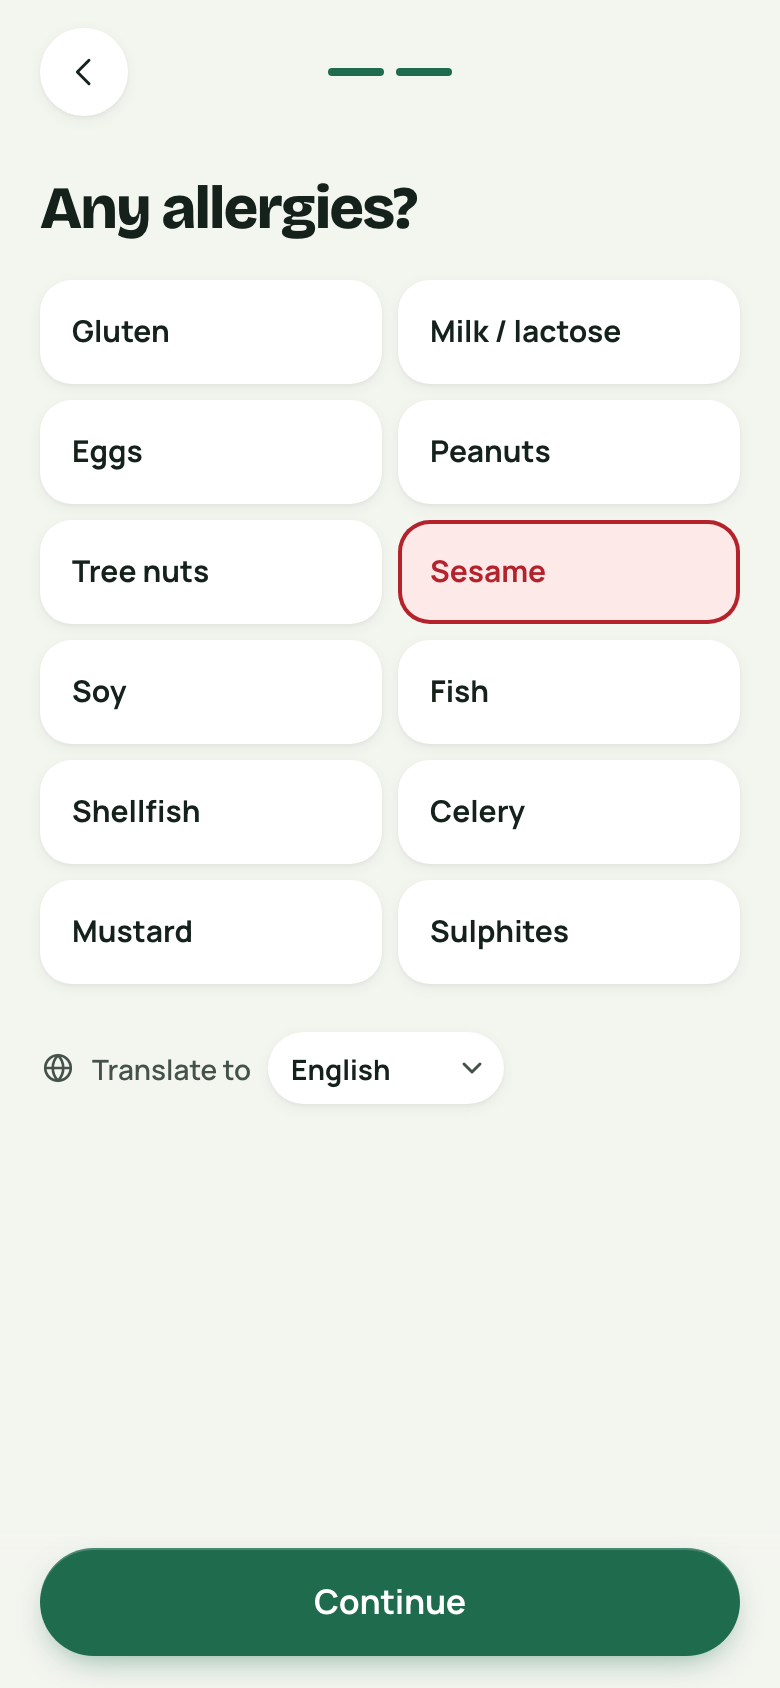 Any allergies?
Gluten
Milk / lactose
Eggs
Peanuts
Tree nuts
Sesame
Soy
Fish
Shellfish
Celery
Mustard
Sulphites
Translate to English
Continue